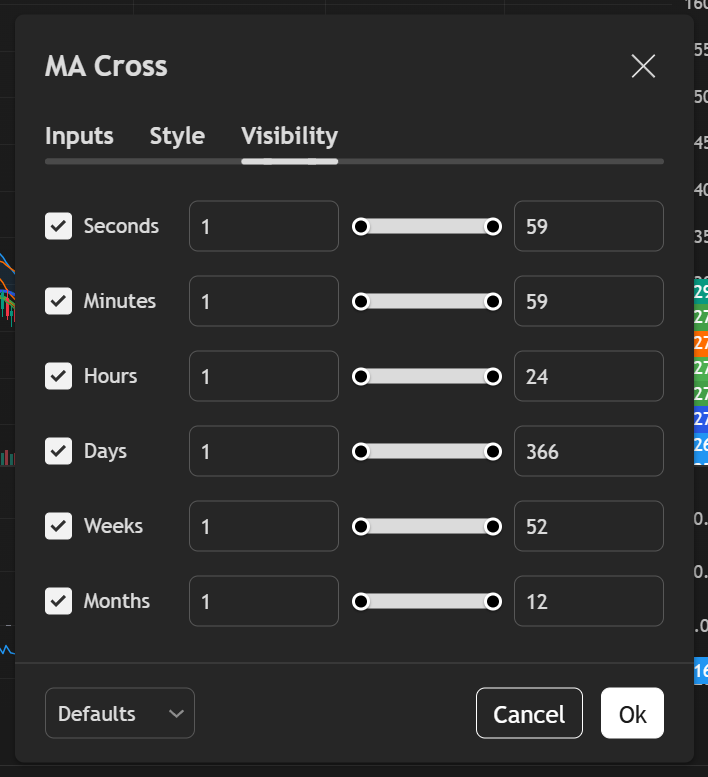 MA Cross
Inputs Style Visibility
Seconds 1 59
Minutes 1 59
Hours 1 24
Days 1 366
Weeks 1 52
Months 1 12
Defaults Cancel Ok